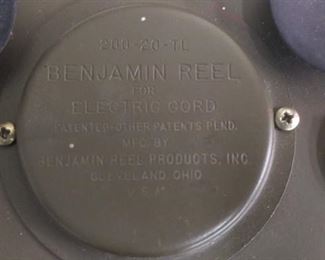 200-20-TL
BENJAMIN REEL
FOR
ELECTRIC CORD
PATENTED-OTHER PATENTS PEND.
MFG BY
BENJAMIN REEL PRODUCTS, INC.
CLEVELAND, OHIO
U.S.A.